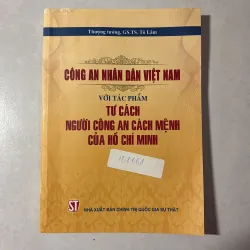 Thượng tướng, GS.TS. Tô Lâm
CÔNG AN NHÂN DÂN VIỆT NAM
VỚI TÁC PHẨM
TƯ CÁCH
NGƯỜI CÔNG AN CÁCH MỆNH
CỦA HỒ CHÍ MINH
ST
NHÀ XUẤT BẢN CHÍNH TRỊ QUỐC GIA SỰ THẬT